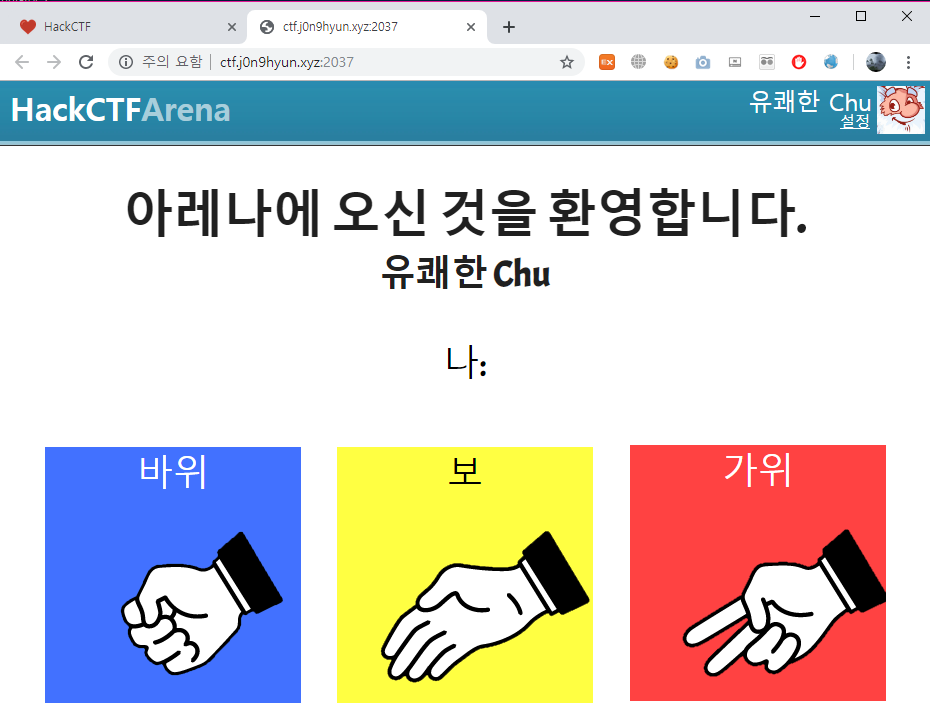 HackCTF
ctf.j0n9hyun.xyz:2037
주의 요함 | ctf.j0n9hyun.xyz:2037
HackCTFArena
유쾌한 Chu
설정
아레나에 오신 것을 환영합니다.
유쾌한 Chu
나:
바위
보
가위